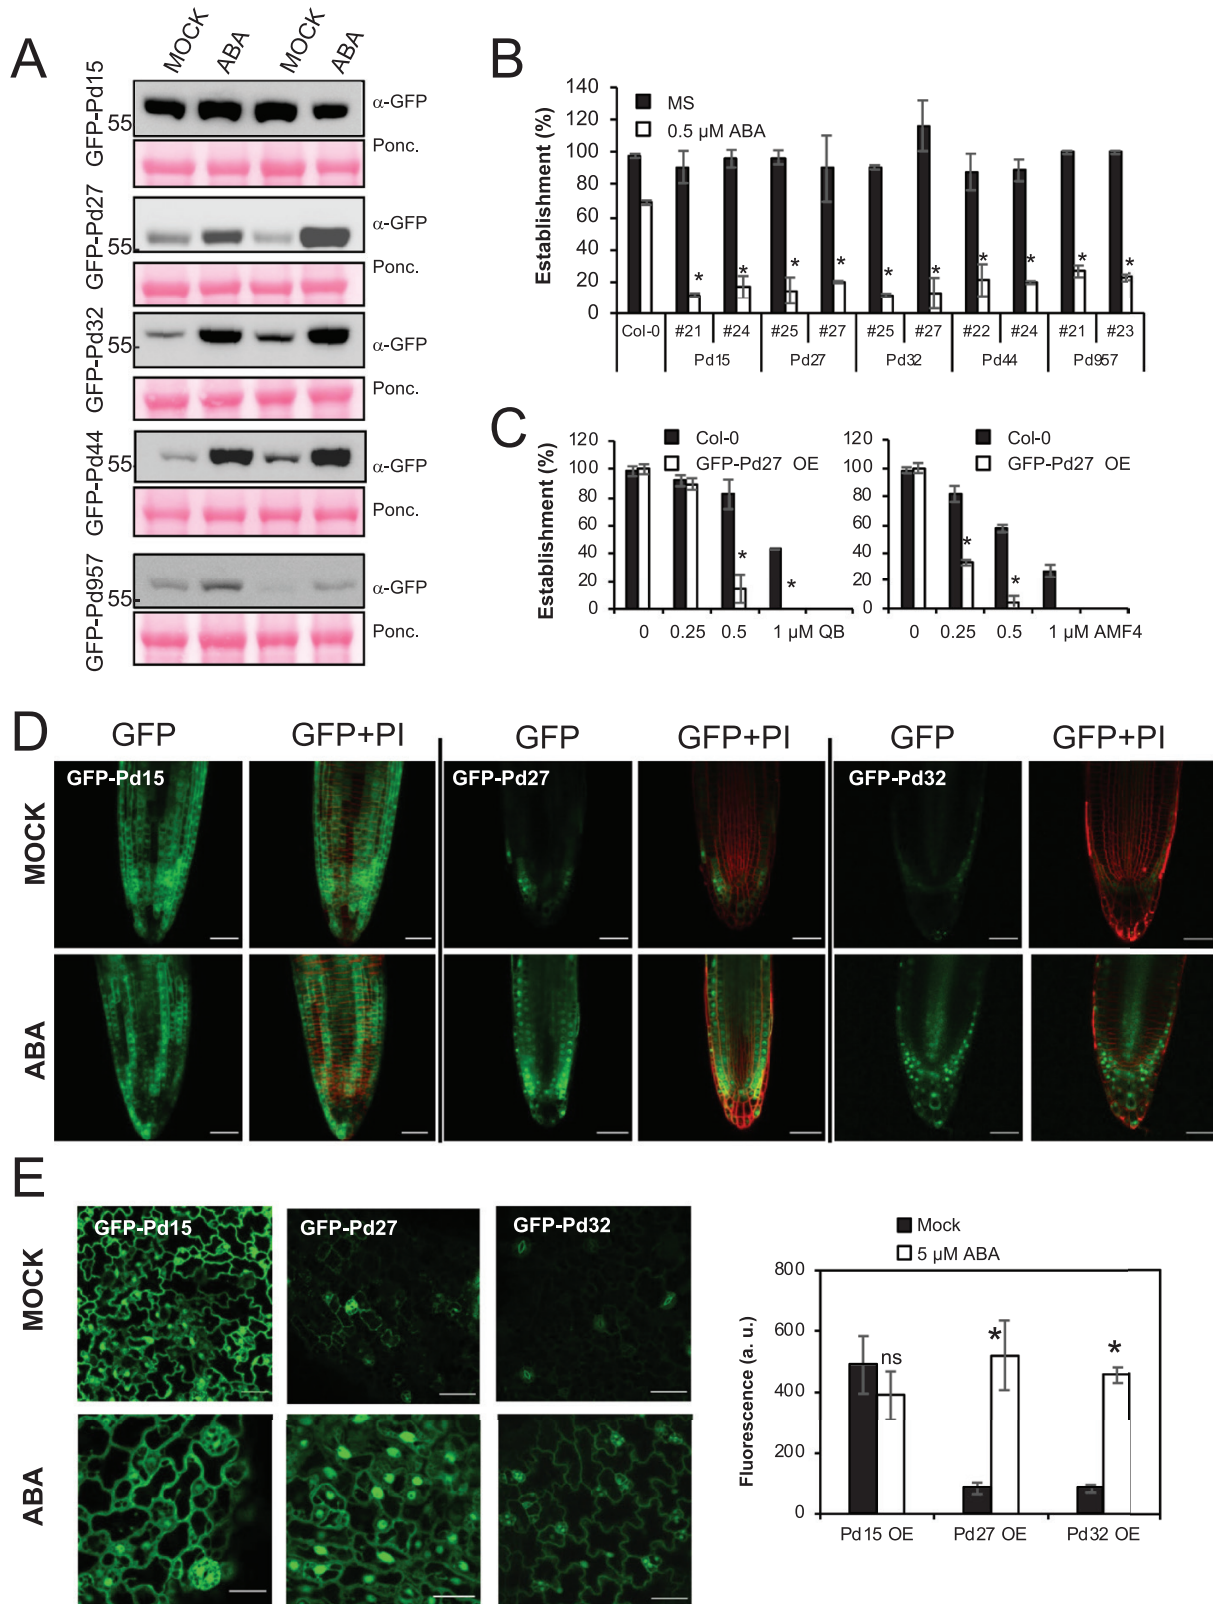 A
MOCK ABA MOCK ABA
GFP-Pd15
55
α-GFP
Ponc.
GFP-Pd27
55
α-GFP
Ponc.
GFP-Pd32
55
α-GFP
Ponc.
GFP-Pd44
55
α-GFP
Ponc.
GFP-Pd957
55
α-GFP
Ponc.
B
Establishment (%)
140
120
100
80
60
40
20
0
MS
0.5 µM ABA
* * * * * * * * * *
Col-0 #21 #24 #25 #27 #25 #27 #22 #24 #21 #23
Pd15 Pd27 Pd32 Pd44 Pd957
C
Establishment (%)
120
100
80
60
40
20
0
Col-0
GFP-Pd27 OE
* *
0 0.25 0.5 1 µM QB
120
100
80
60
40
20
0
Col-0
GFP-Pd27 OE
* *
0 0.25 0.5 1 µM AMF4
D
GFP GFP+PI GFP GFP+PI GFP GFP+PI
MOCK
GFP-Pd15 GFP-Pd27 GFP-Pd32
ABA
E
MOCK
GFP-Pd15 GFP-Pd27 GFP-Pd32
ABA
Mock
5 µM ABA
Fluorescence (a. u.)
800
600
400
200
0
ns * *
Pd15 OE Pd27 OE Pd32 OE